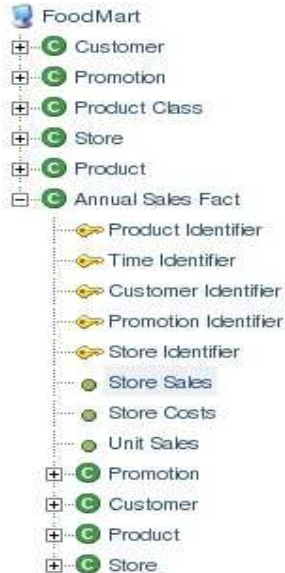 FoodMart
Customer
Promotion
Product Class
Store
Product
Annual Sales Fact
Product Identifier
Time Identifier
Customer Identifier
Promotion Identifier
Store Identifier
Store Sales
Store Costs
Unit Sales
Promotion
Customer
Product
Store